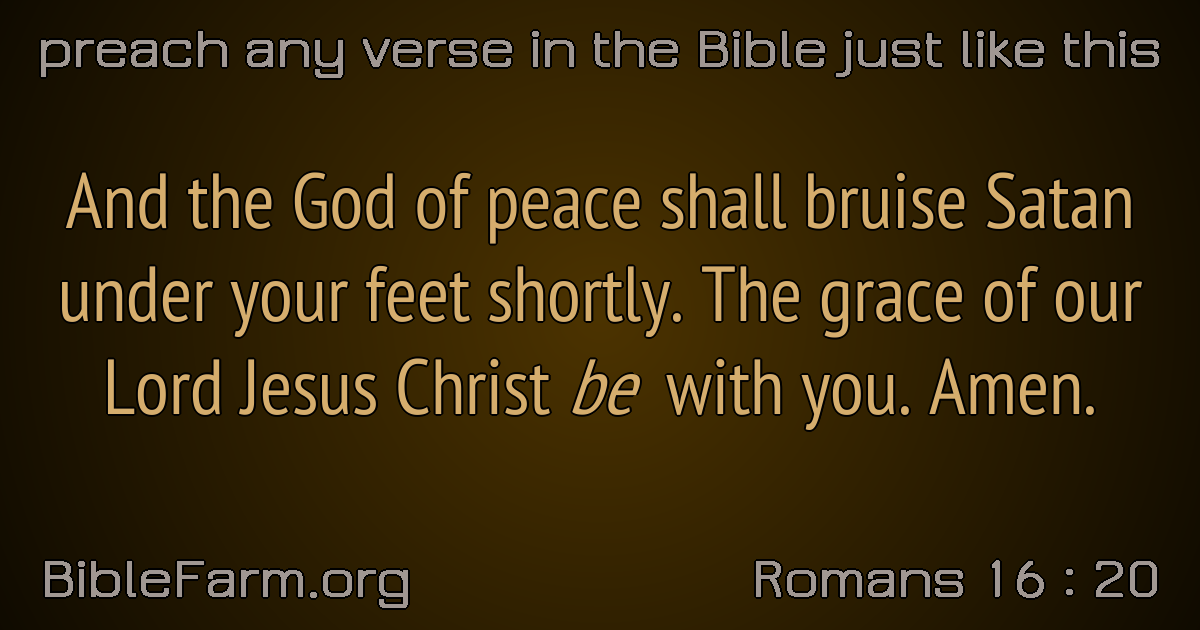 preach any verse in the Bible just like this
And the God of peace shall bruise Satan
under your feet shortly. The grace of our
Lord Jesus Christ be with you. Amen.
BibleFarm.org
Romans 16 : 20